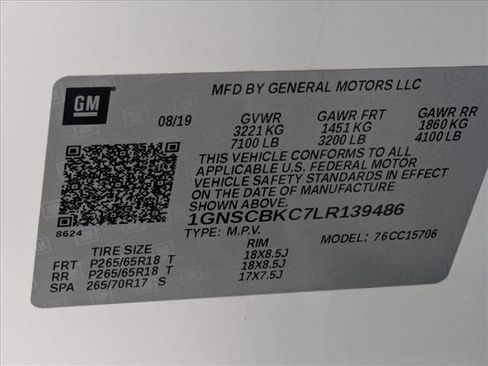 GM
MFD BY GENERAL MOTORS LLC
08/19 GVWR GAWR FRT GAWR RR
3221 KG 1451 KG 1860 KG
7100 LB 3200 LB 4100 LB
THIS VEHICLE CONFORMS TO ALL
APPLICABLE U.S. FEDERAL MOTOR
VEHICLE SAFETY STANDARDS IN EFFECT
ON THE DATE OF MANUFACTURE
SHOWN ABOVE.
1GNSCBKC7LR139486
8624
TYPE: M.P.V. MODEL: 76CC15706
TIRE SIZE RIM
FRT P265/65R18 T 18X8.5J
RR P265/65R18 T 18X8.5J
SPA 265/70R17 S 17X7.5J